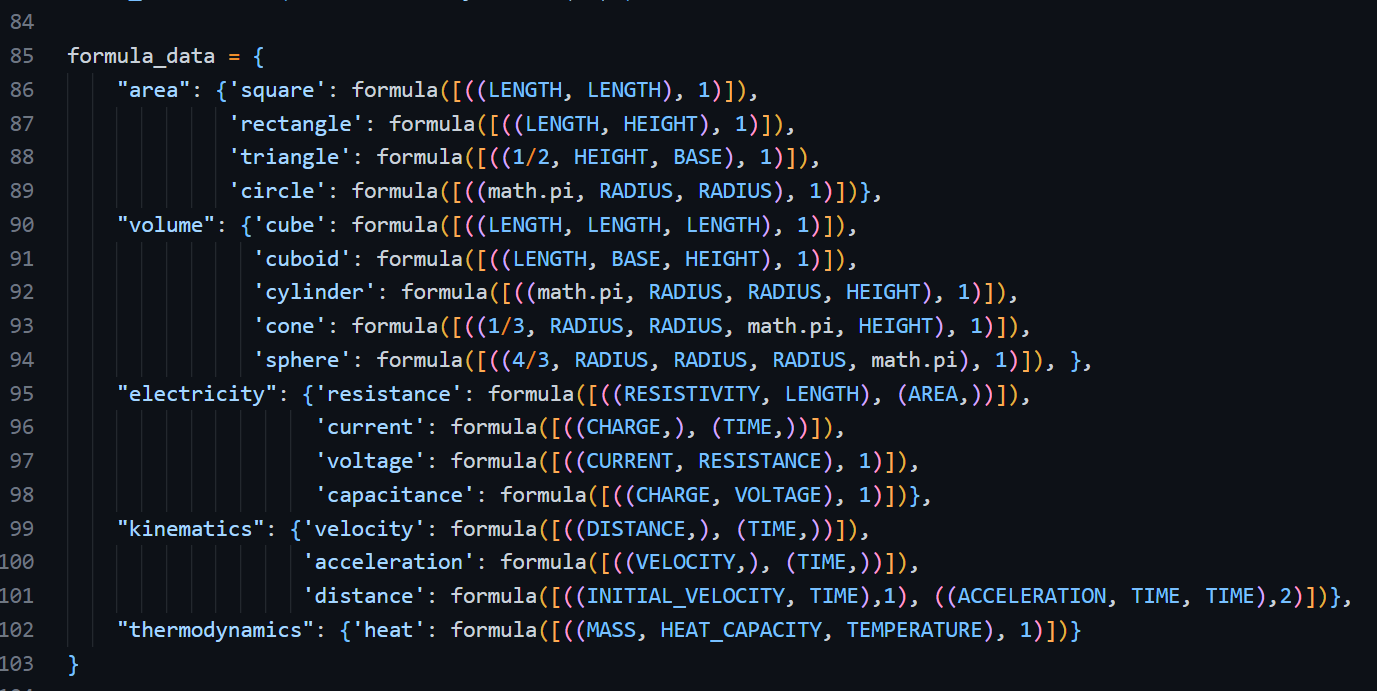 84
85 formula_data = {
86 "area": {'square': formula([((LENGTH, LENGTH), 1)]),
87 'rectangle': formula([((LENGTH, HEIGHT), 1)]),
88 'triangle': formula([((1/2, HEIGHT, BASE), 1)]),
89 'circle': formula([((math.pi, RADIUS, RADIUS), 1)])},
90 "volume": {'cube': formula([((LENGTH, LENGTH, LENGTH), 1)]),
91 'cuboid': formula([((LENGTH, BASE, HEIGHT), 1)]),
92 'cylinder': formula([((math.pi, RADIUS, RADIUS, HEIGHT), 1)]),
93 'cone': formula([((1/3, RADIUS, RADIUS, math.pi, HEIGHT), 1)]),
94 'sphere': formula([((4/3, RADIUS, RADIUS, RADIUS, math.pi), 1)]), },
95 "electricity": {'resistance': formula([((RESISTIVITY, LENGTH), (AREA,))]),
96 'current': formula([((CHARGE,), (TIME,))]),
97 'voltage': formula([((CURRENT, RESISTANCE), 1)]),
98 'capacitance': formula([((CHARGE, VOLTAGE), 1)])},
99 "kinematics": {'velocity': formula([((DISTANCE,), (TIME,))]),
100 'acceleration': formula([((VELOCITY,), (TIME,))]),
101 'distance': formula([((INITIAL_VELOCITY, TIME),1), ((ACCELERATION, TIME, TIME),2)])},
102 "thermodynamics": {'heat': formula([((MASS, HEAT_CAPACITY, TEMPERATURE), 1)])}
103 }